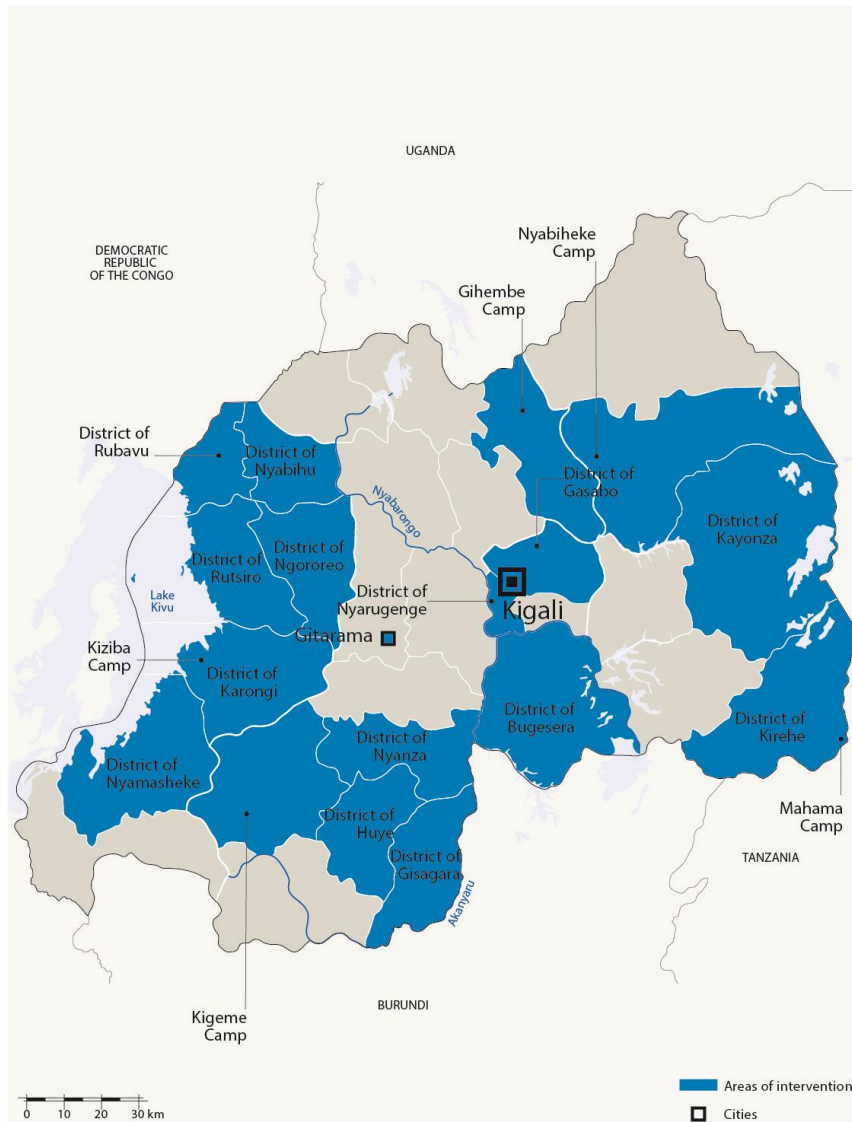 UGANDA
DEMOCRATIC
REPUBLIC
OF THE CONGO
Nyabiheke
Camp
Gihembe
Camp
District of
Rubavu
District of
Nyabihu
District of
Gasabo
Nyabarongo
District of
Kayonza
District of
Rutsiro
District of
Ngororeo
Lake
Kivu
District of
Nyarugenge
Kigali
Gitarama
Kiziba
Camp
District of
Karongi
District of
Bugesera
District of
Kirehe
District of
Nyanza
District of
Nyamasheke
Mahama
Camp
District of
Huye
District of
Gisagara
TANZANIA
Akanyaru
BURUNDI
Kigeme
Camp
Areas of intervention
Cities
0 10 20 30 km